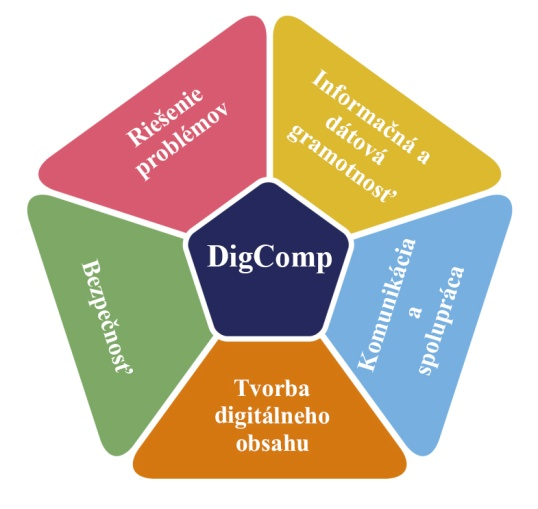 Riešenie
problémov
Informačná a
dátová
gramotnosť
DigComp
Bezpečnosť
Komunikácia
a
spolupráca
Tvorba
digitálneho
obsahu